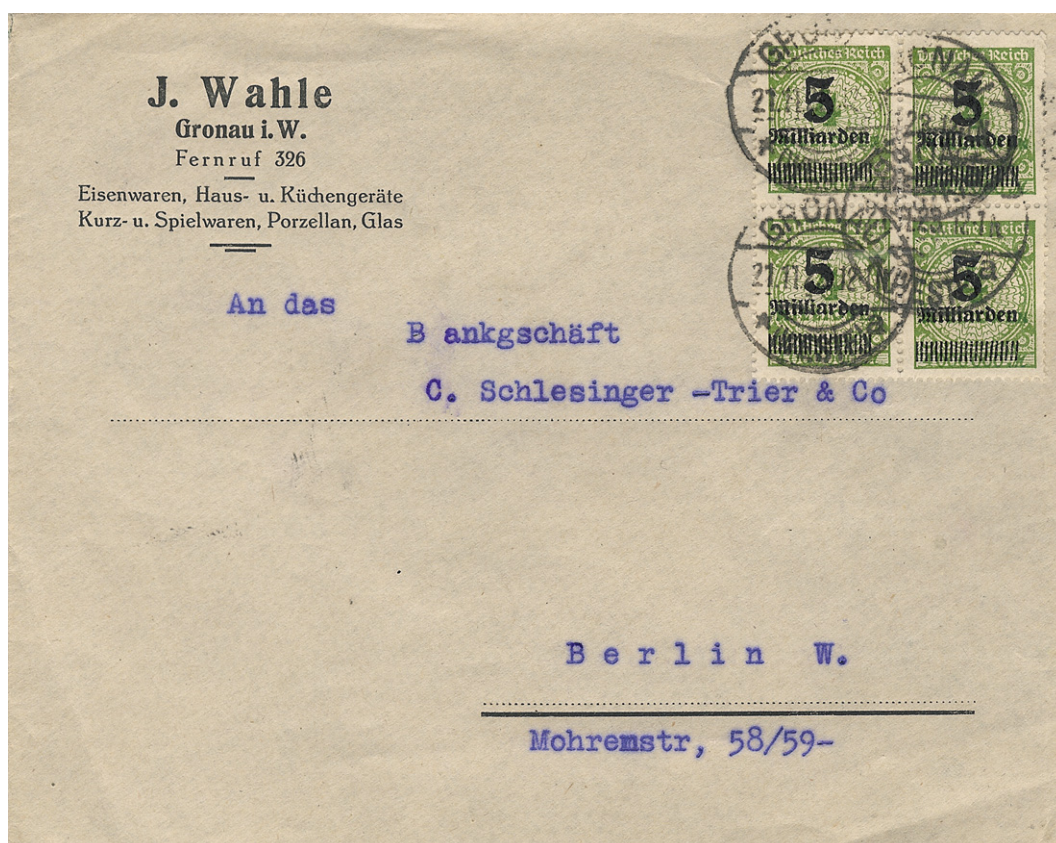 J. Wahle
Gronau i. W.
Fernruf 326
Eisenwaren, Haus- u. Küchengeräte
Kurz- u. Spielwaren, Porzellan, Glas
Deutsches Reich
5
Milliarden
Deutsches Reich
5
Milliarden
5
Milliarden
Deutsches Reich
5
Milliarden
GRONAU
An das
B ankgschäft
C. Schlesinger -Trier & Co
Berlin W.
Mohremstr, 58/59-